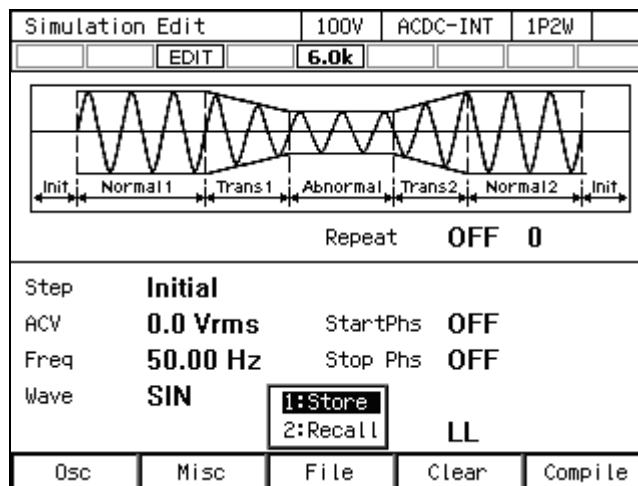 Simulation Edit 100V ACDC-INT 1P2W
EDIT 6.0k
Init Normal1 Trans1 Abnormal Trans2 Normal2 Init
Repeat OFF 0
Step Initial
ACV 0.0 Vrms StartPhs OFF
Freq 50.00 Hz Stop Phs OFF
Wave SIN
1:Store
2:Recall LL
Osc Misc File Clear Compile